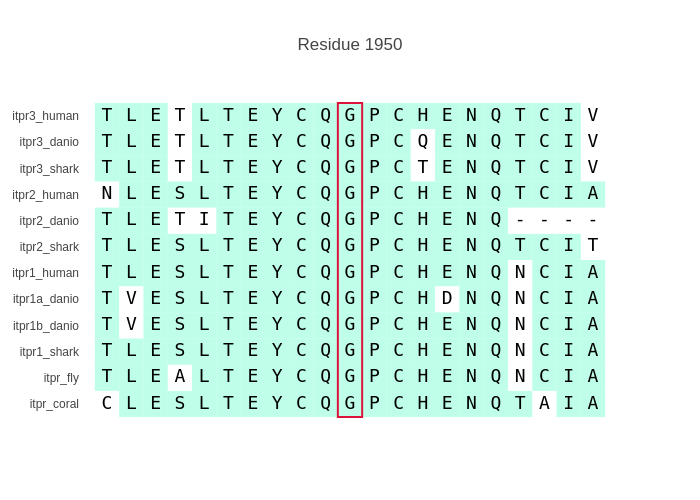 Residue 1950
itpr3_human T L E T L T E Y C Q G P C H E N Q T C I V
itpr3_danio T L E T L T E Y C Q G P C Q E N Q T C I V
itpr3_shark T L E T L T E Y C Q G P C T E N Q T C I V
itpr2_human N L E S L T E Y C Q G P C H E N Q T C I A
itpr2_danio T L E T I T E Y C Q G P C H E N Q - - - -
itpr2_shark T L E S L T E Y C Q G P C H E N Q T C I T
itpr1_human T L E S L T E Y C Q G P C H E N Q N C I A
itpr1a_danio T V E S L T E Y C Q G P C H D N Q N C I A
itpr1b_danio T V E S L T E Y C Q G P C H E N Q N C I A
itpr1_shark T L E S L T E Y C Q G P C H E N Q N C I A
itpr_fly T L E A L T E Y C Q G P C H E N Q N C I A
itpr_coral C L E S L T E Y C Q G P C H E N Q T A I A